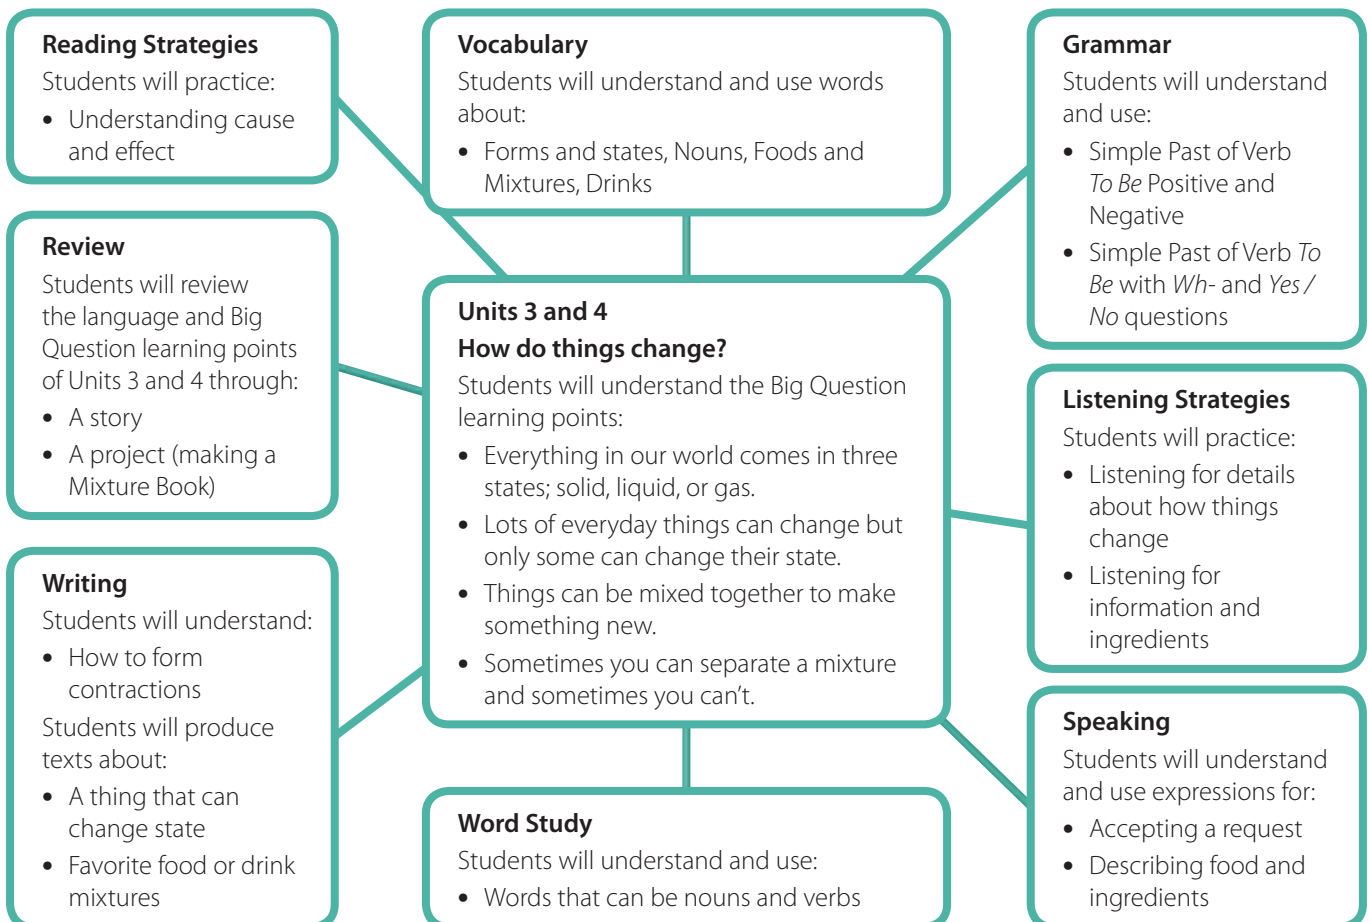 Reading Strategies
Students will practice:
• Understanding cause
and effect
Vocabulary
Students will understand and use words
about:
• Forms and states, Nouns, Foods and
Mixtures, Drinks
Grammar
Students will understand
and use:
• Simple Past of Verb
To Be Positive and
Negative
• Simple Past of Verb To
Be with Wh- and Yes /
No questions
Review
Students will review
the language and Big
Question learning points
of Units 3 and 4 through:
• A story
• A project (making a
Mixture Book)
Units 3 and 4
How do things change?
Students will understand the Big Question
learning points:
• Everything in our world comes in three
states; solid, liquid, or gas.
• Lots of everyday things can change but
only some can change their state.
• Things can be mixed together to make
something new.
• Sometimes you can separate a mixture
and sometimes you can't.
Listening Strategies
Students will practice:
• Listening for details
about how things
change
• Listening for
information and
ingredients
Writing
Students will understand:
• How to form
contractions
Students will produce
texts about:
• A thing that can
change state
• Favorite food or drink
mixtures
Word Study
Students will understand and use:
• Words that can be nouns and verbs
Speaking
Students will understand
and use expressions for:
• Accepting a request
• Describing food and
ingredients